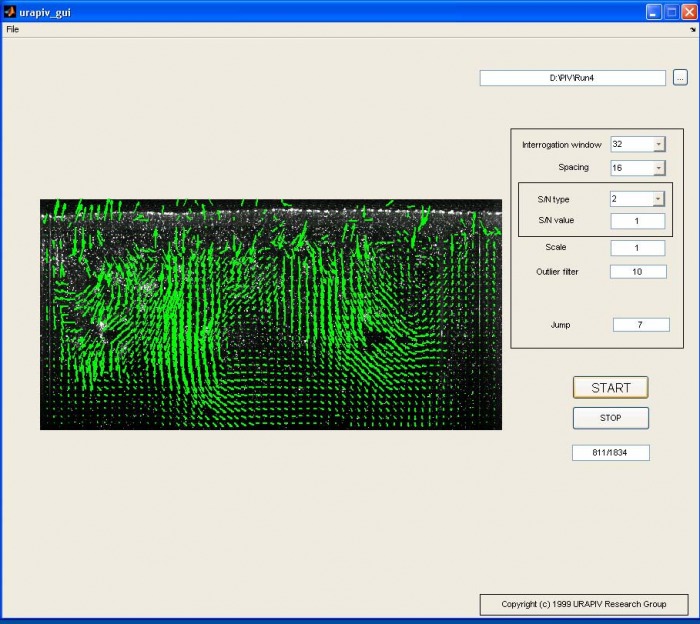 urapiv_gui
File
D:\PIV\Run4
...
Interrogation window 32
Spacing 16
S/N type 2
S/N value 1
Scale 1
Outlier filter 10
Jump 7
START
STOP
811/1834
Copyright (c) 1999 URAPIV Research Group